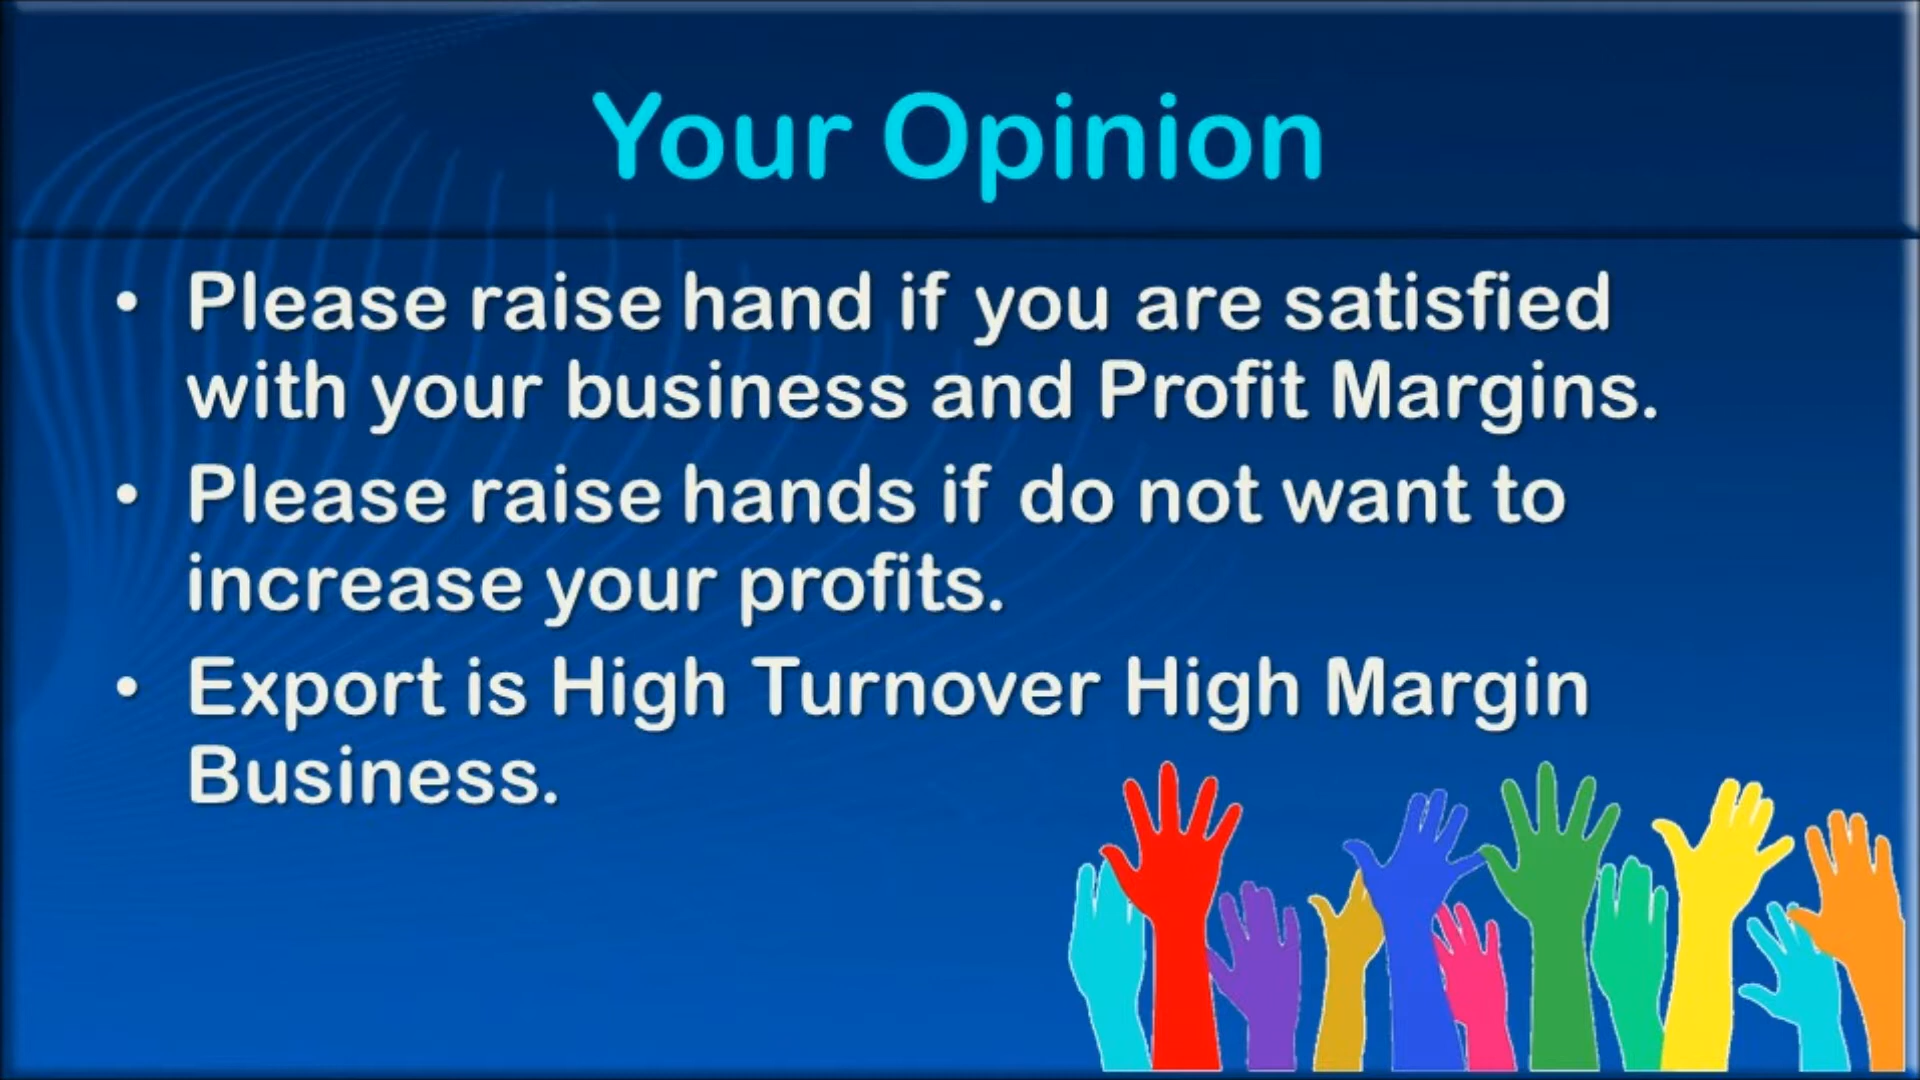 Your Opinion
• Please raise hand if you are satisfied
with your business and Profit Margins.
• Please raise hands if do not want to
increase your profits.
• Export is High Turnover High Margin
Business.